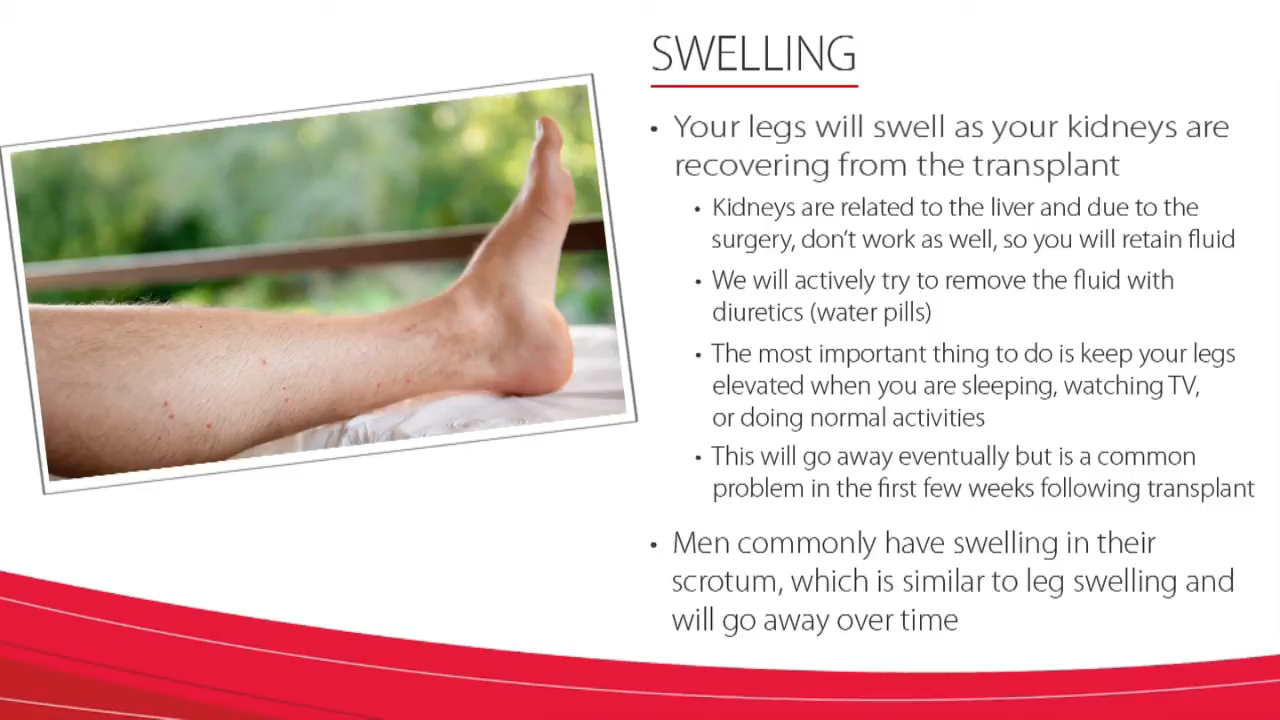 SWELLING
• Your legs will swell as your kidneys are
recovering from the transplant
• Kidneys are related to the liver and due to the
surgery, don't work as well, so you will retain fluid
• We will actively try to remove the fluid with
diuretics (water pills)
• The most important thing to do is keep your legs
elevated when you are sleeping, watching TV,
or doing normal activities
• This will go away eventually but is a common
problem in the first few weeks following transplant
• Men commonly have swelling in their
scrotum, which is similar to leg swelling and
will go away over time